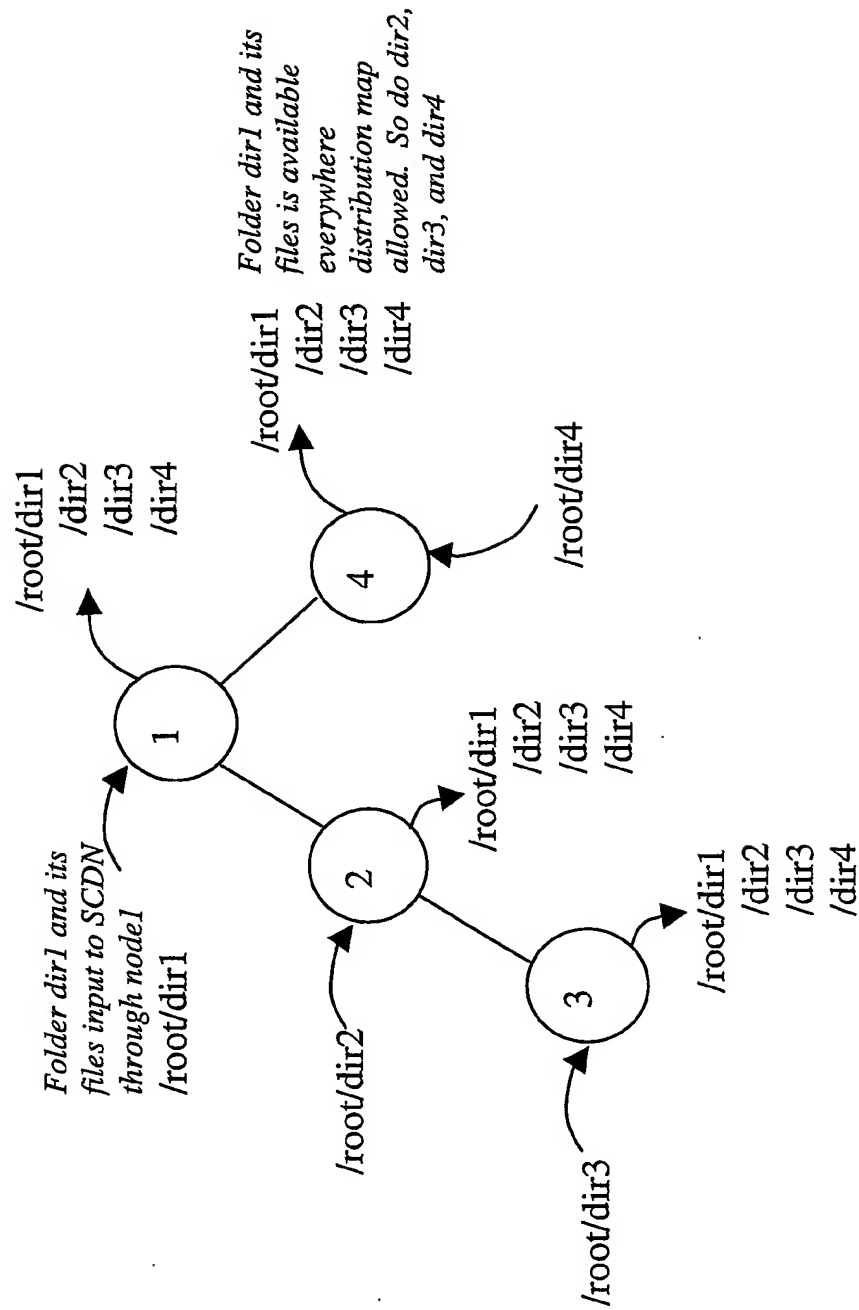 Folder dir1 and its
files input to SCDN
through node1
/root/dir1
/root/dir1
/dir2
/dir3
/dir4
1
/root/dir2
2
/root/dir1
/dir2
/dir3
/dir4
/root/dir3
3
/root/dir1
/dir2
/dir3
/dir4
4
/root/dir4
/root/dir1
/dir2
/dir3
/dir4
Folder dir1 and its
files is available
everywhere
distribution map
allowed. So do dir2,
dir3, and dir4